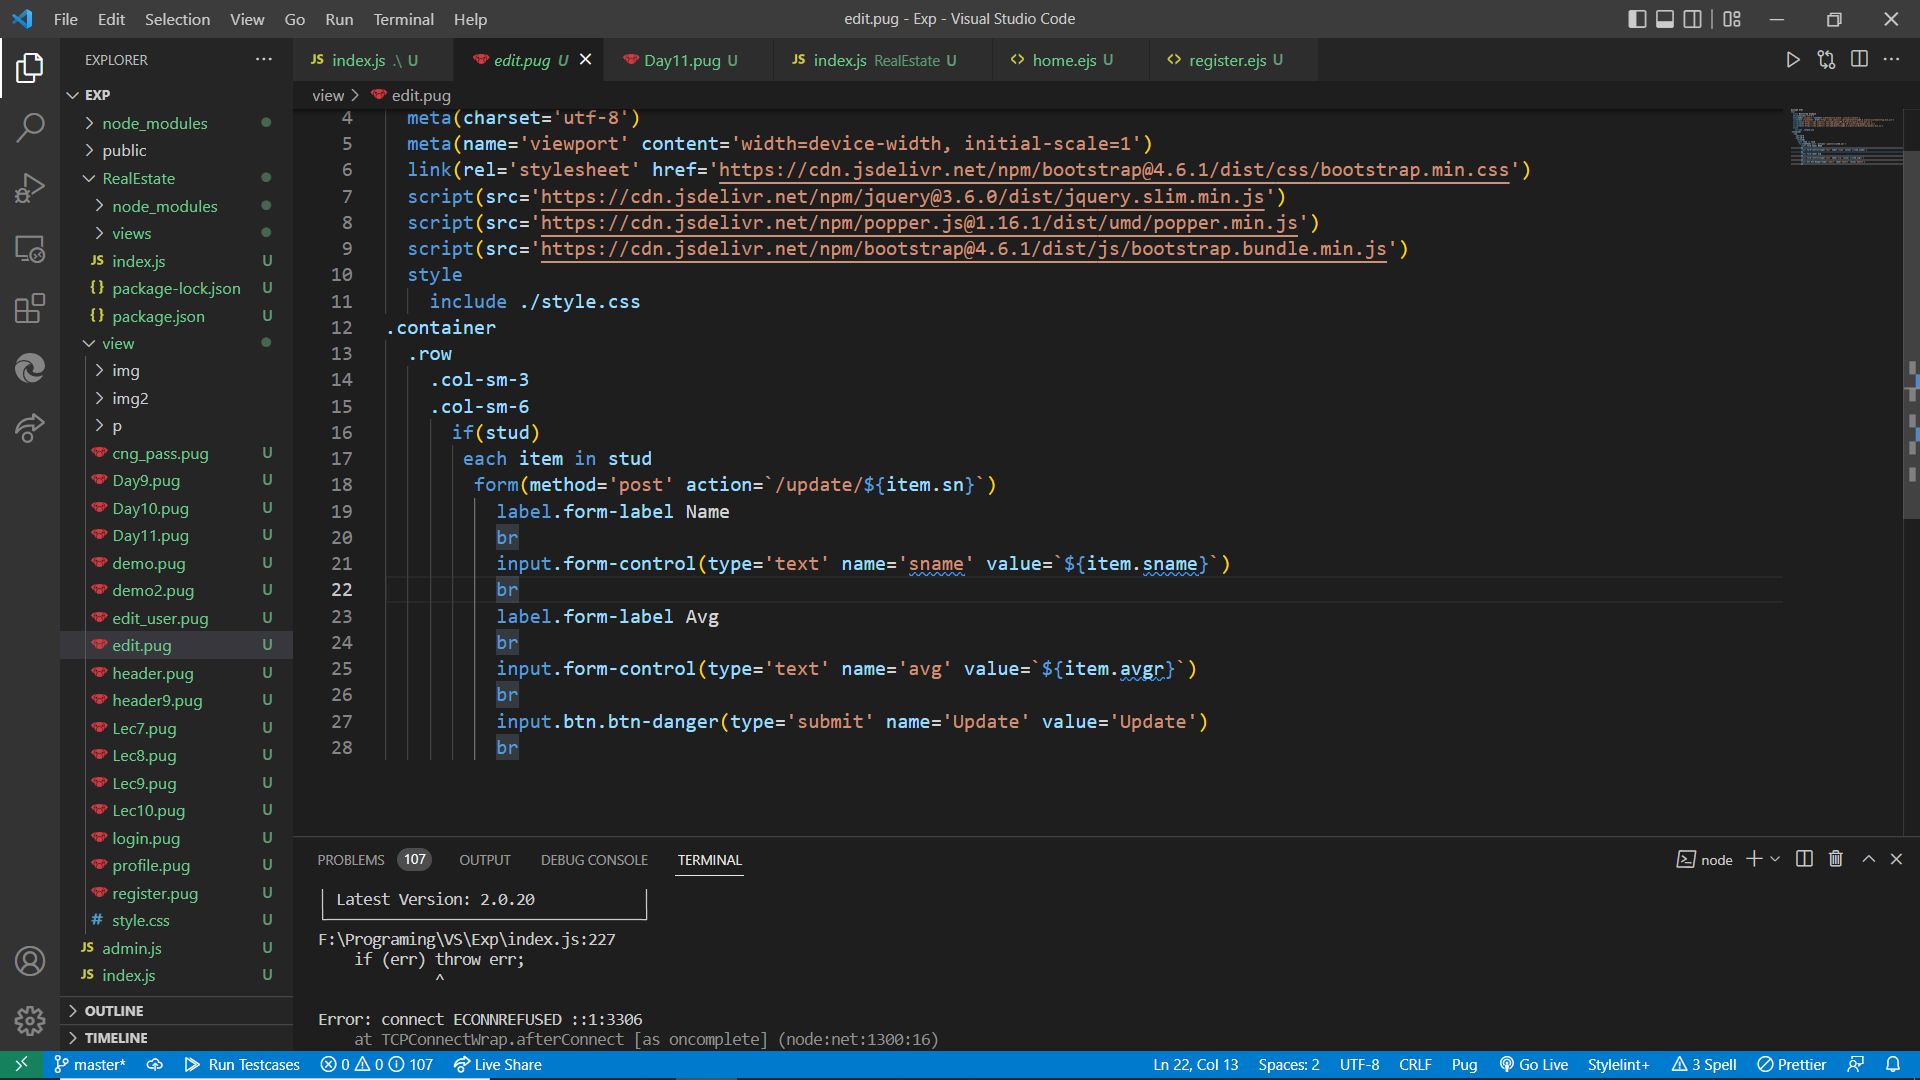 File Edit Selection View Go Run Terminal Help
edit.pug - Exp - Visual Studio Code
EXPLORER
JS index.js .\ U
edit.pug U
Day11.pug U
JS index.js RealEstate U
<> home.ejs U
<> register.ejs U
view > edit.pug
EXP
node_modules
public
RealEstate
node_modules
views
JS index.js U
{} package-lock.json U
{} package.json U
view
img
img2
p
cng_pass.pug U
Day9.pug U
Day10.pug U
Day11.pug U
demo.pug U
demo2.pug U
edit_user.pug U
edit.pug U
header.pug U
header9.pug U
Lec7.pug U
Lec8.pug U
Lec9.pug U
Lec10.pug U
login.pug U
profile.pug U
register.pug U
# style.css U
JS admin.js U
JS index.js U
OUTLINE
TIMELINE
4 meta(charset='utf-8')
5 meta(name='viewport' content='width=device-width, initial-scale=1')
6 link(rel='stylesheet' href='https://cdn.jsdelivr.net/npm/bootstrap@4.6.1/dist/css/bootstrap.min.css')
7 script(src='https://cdn.jsdelivr.net/npm/jquery@3.6.0/dist/jquery.slim.min.js')
8 script(src='https://cdn.jsdelivr.net/npm/popper.js@1.16.1/dist/umd/popper.min.js')
9 script(src='https://cdn.jsdelivr.net/npm/bootstrap@4.6.1/dist/js/bootstrap.bundle.min.js')
10 style
11 include ./style.css
12 .container
13 .row
14 .col-sm-3
15 .col-sm-6
16 if(stud)
17 each item in stud
18 form(method='post' action=`/update/${item.sn}`)
19 label.form-label Name
20 br
21 input.form-control(type='text' name='sname' value=`${item.sname}`)
22 br
23 label.form-label Avg
24 br
25 input.form-control(type='text' name='avg' value=`${item.avgr}`)
26 br
27 input.btn.btn-danger(type='submit' name='Update' value='Update')
28 br
PROBLEMS 107 OUTPUT DEBUG CONSOLE TERMINAL
node
Latest Version: 2.0.20
F:\Programing\VS\Exp\index.js:227
if (err) throw err;
^
Error: connect ECONNREFUSED ::1:3306
at TCPConnectWrap.afterConnect [as oncomplete] (node:net:1300:16)
master* Run Testcases 0 0 107 Live Share
Ln 22, Col 13 Spaces: 2 UTF-8 CRLF Pug Go Live Stylelint+ 3 Spell Prettier